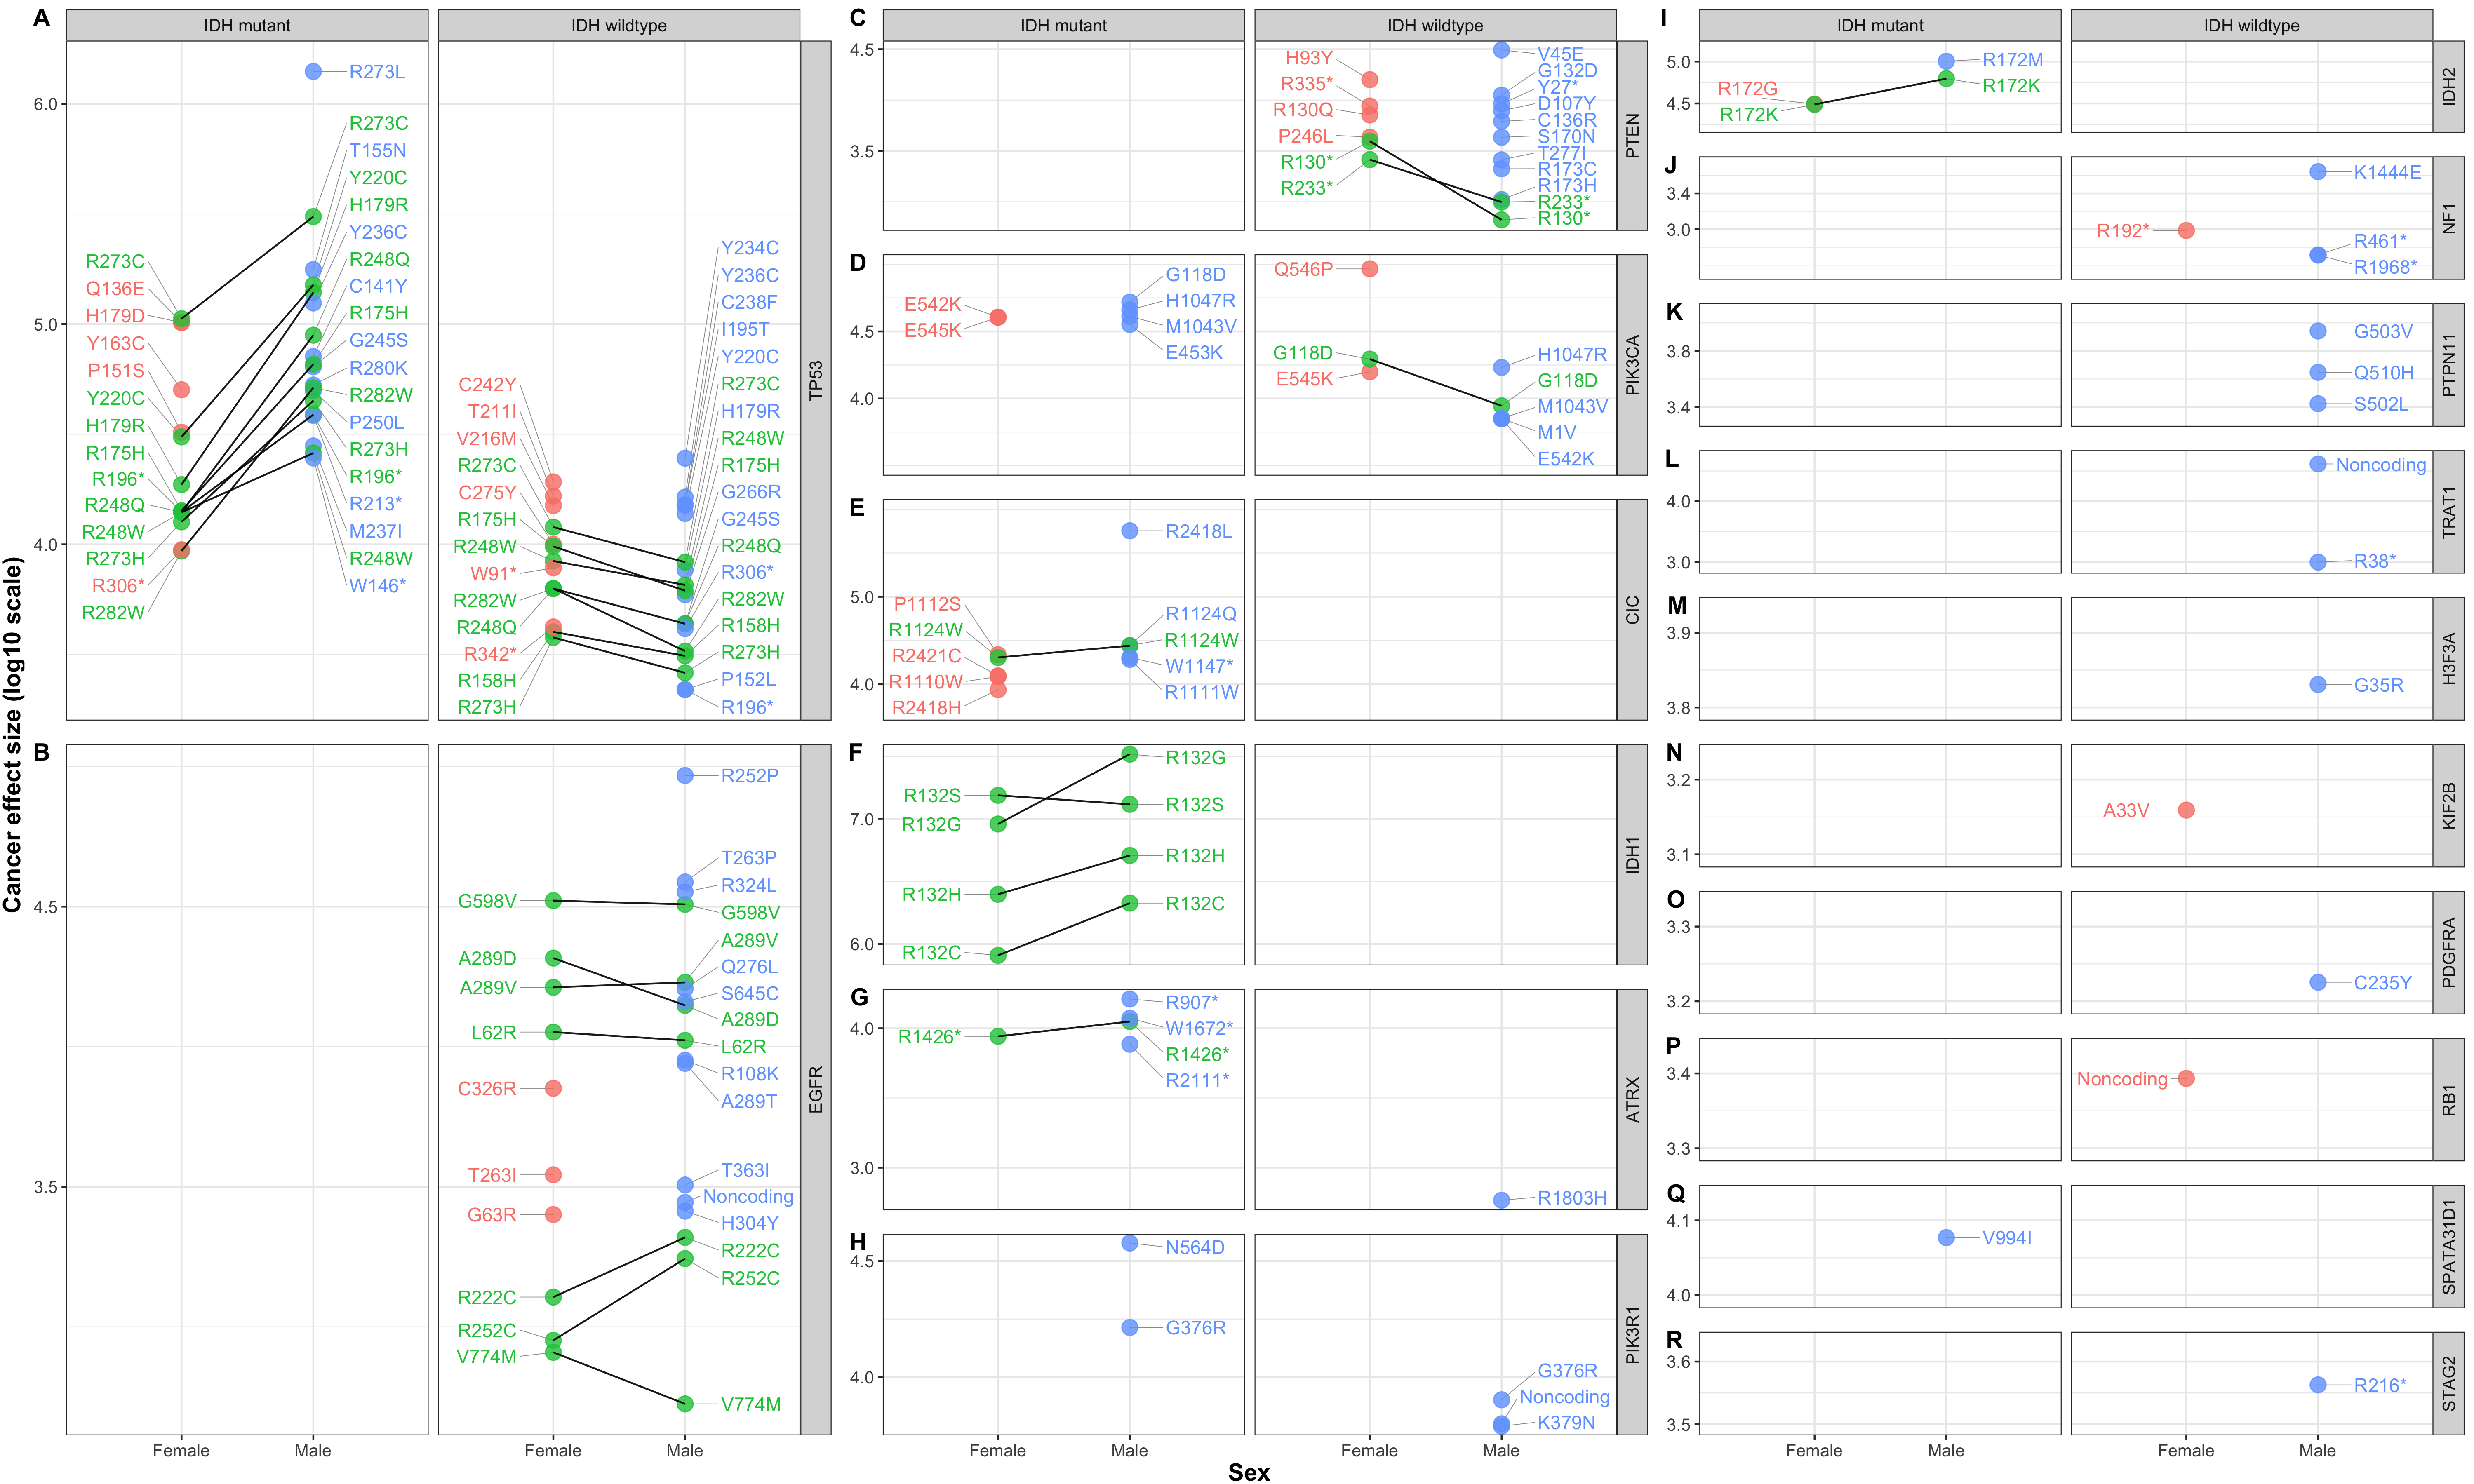 Cancer effect size (log10 scale)
Sex
A
IDH mutant
IDH wildtype
TP53
6.0
5.0
4.0
R273C
Q136E
H179D
Y163C
P151S
Y220C
H179R
R175H
R196*
R248Q
R248W
R273H
R306*
R282W
R273L
R273C
T155N
Y220C
H179R
Y236C
R248Q
C141Y
R175H
G245S
R280K
R282W
P250L
R273H
R196*
R213*
M237I
R248W
W146*
C242Y
T211I
V216M
R273C
C275Y
R175H
R248W
W91*
R282W
R248Q
R342*
R158H
R273H
Y234C
Y236C
C238F
I195T
Y220C
R273C
H179R
R248W
R175H
G266R
G245S
R248Q
R306*
R282W
R158H
R273H
P152L
R196*
B
EGFR
4.5
3.5
G598V
A289D
A289V
L62R
C326R
T263I
G63R
R222C
R252C
V774M
R252P
T263P
R324L
G598V
A289V
Q276L
S645C
A289D
L62R
R108K
A289T
T363I
Noncoding
H304Y
R222C
R252C
V774M
Female
Male
Female
Male
C
IDH mutant
IDH wildtype
PTEN
4.5
3.5
H93Y
R335*
R130Q
P246L
R130*
R233*
V45E
G132D
Y27*
D107Y
C136R
S170N
T277I
R173C
R173H
R233*
R130*
D
PIK3CA
4.5
4.0
E542K
E545K
G118D
H1047R
M1043V
E453K
Q546P
G118D
E545K
H1047R
G118D
M1043V
M1V
E542K
E
CIC
5.0
4.0
P1112S
R1124W
R2421C
R1110W
R2418H
R2418L
R1124Q
R1124W
W1147*
R1111W
F
IDH1
7.0
6.0
R132S
R132G
R132H
R132C
R132G
R132S
R132H
R132C
G
ATRX
4.0
3.0
R1426*
R907*
W1672*
R1426*
R2111*
R1803H
H
PIK3R1
4.5
4.0
N564D
G376R
G376R
Noncoding
K379N
Female
Male
Female
Male
I
IDH mutant
IDH wildtype
IDH2
5.0
4.5
R172G
R172K
R172M
R172K
J
NF1
3.4
3.0
R192*
K1444E
R461*
R1968*
K
PTPN11
3.8
3.4
G503V
Q510H
S502L
L
TRAT1
4.0
3.0
Noncoding
R38*
M
H3F3A
3.9
3.8
G35R
N
KIF2B
3.2
3.1
A33V
O
PDGFRA
3.3
3.2
C235Y
P
RB1
3.4
3.3
Noncoding
Q
SPATA31D1
4.1
4.0
V994I
R
STAG2
3.6
3.5
R216*
Female
Male
Female
Male